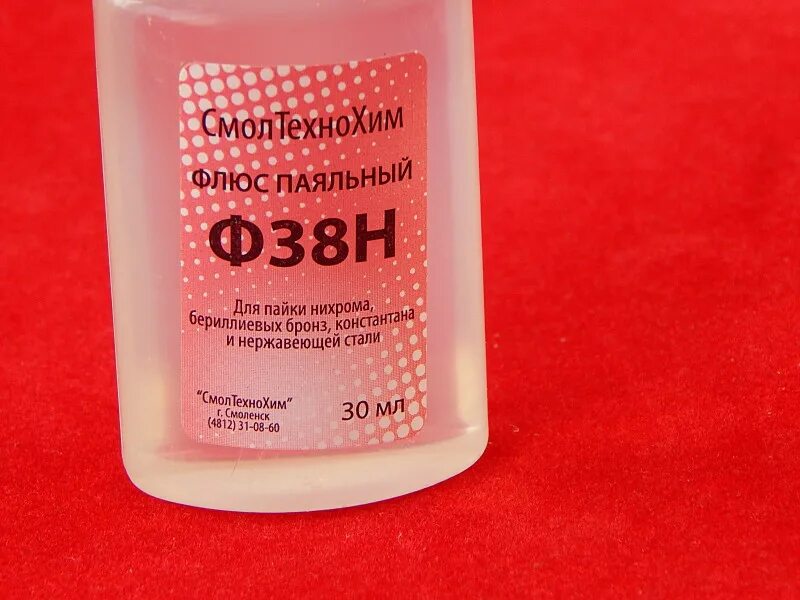 СмолТехноХим
ФЛЮС ПАЯЛЬНЫЙ
Ф38Н
Для пайки нихрома,
бериллиевых бронз, константана
и нержавеющей стали
"СмолТехноХим"
г. Смоленск
(4812) 31-08-60
30 мл